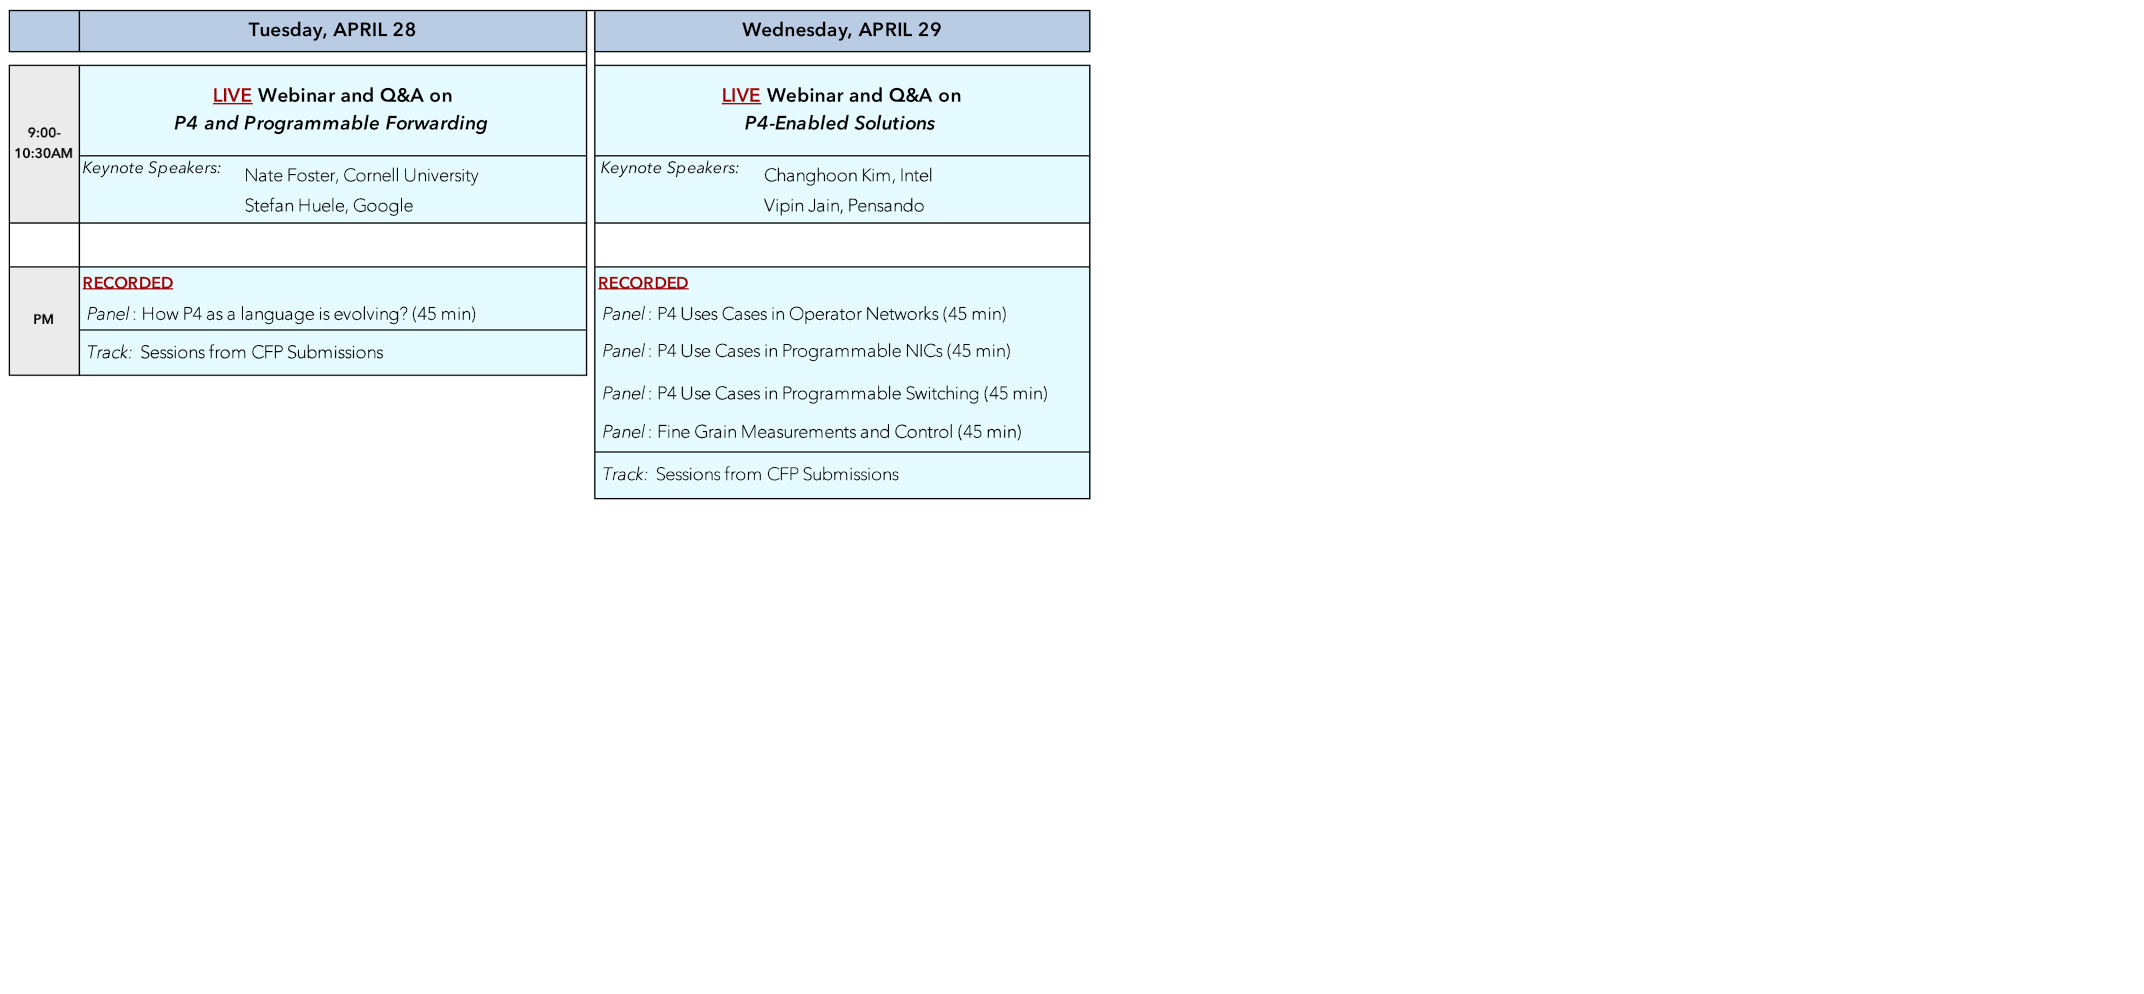 Tuesday, APRIL 28
Wednesday, APRIL 29
9:00-
10:30AM
LIVE Webinar and Q&A on
P4 and Programmable Forwarding
Keynote Speakers:
Nate Foster, Cornell University
Stefan Huele, Google
LIVE Webinar and Q&A on
P4-Enabled Solutions
Keynote Speakers:
Changhoon Kim, Intel
Vipin Jain, Pensando
PM
RECORDED
Panel : How P4 as a language is evolving? (45 min)
Track: Sessions from CFP Submissions
RECORDED
Panel : P4 Uses Cases in Operator Networks (45 min)
Panel : P4 Use Cases in Programmable NICs (45 min)
Panel : P4 Use Cases in Programmable Switching (45 min)
Panel : Fine Grain Measurements and Control (45 min)
Track: Sessions from CFP Submissions